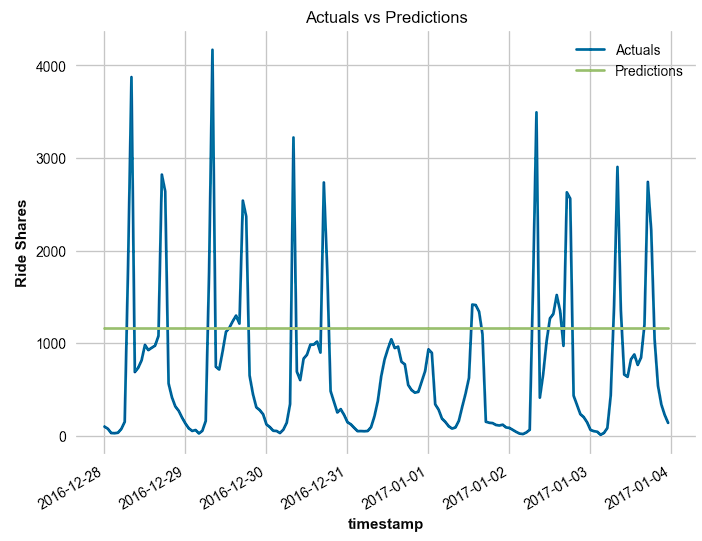 Actuals vs Predictions
Actuals
Predictions
4000
3000
2000
1000
0
Ride Shares
2016-12-28
2016-12-29
2016-12-30
2016-12-31
2017-01-01
2017-01-02
2017-01-03
2017-01-04
timestamp